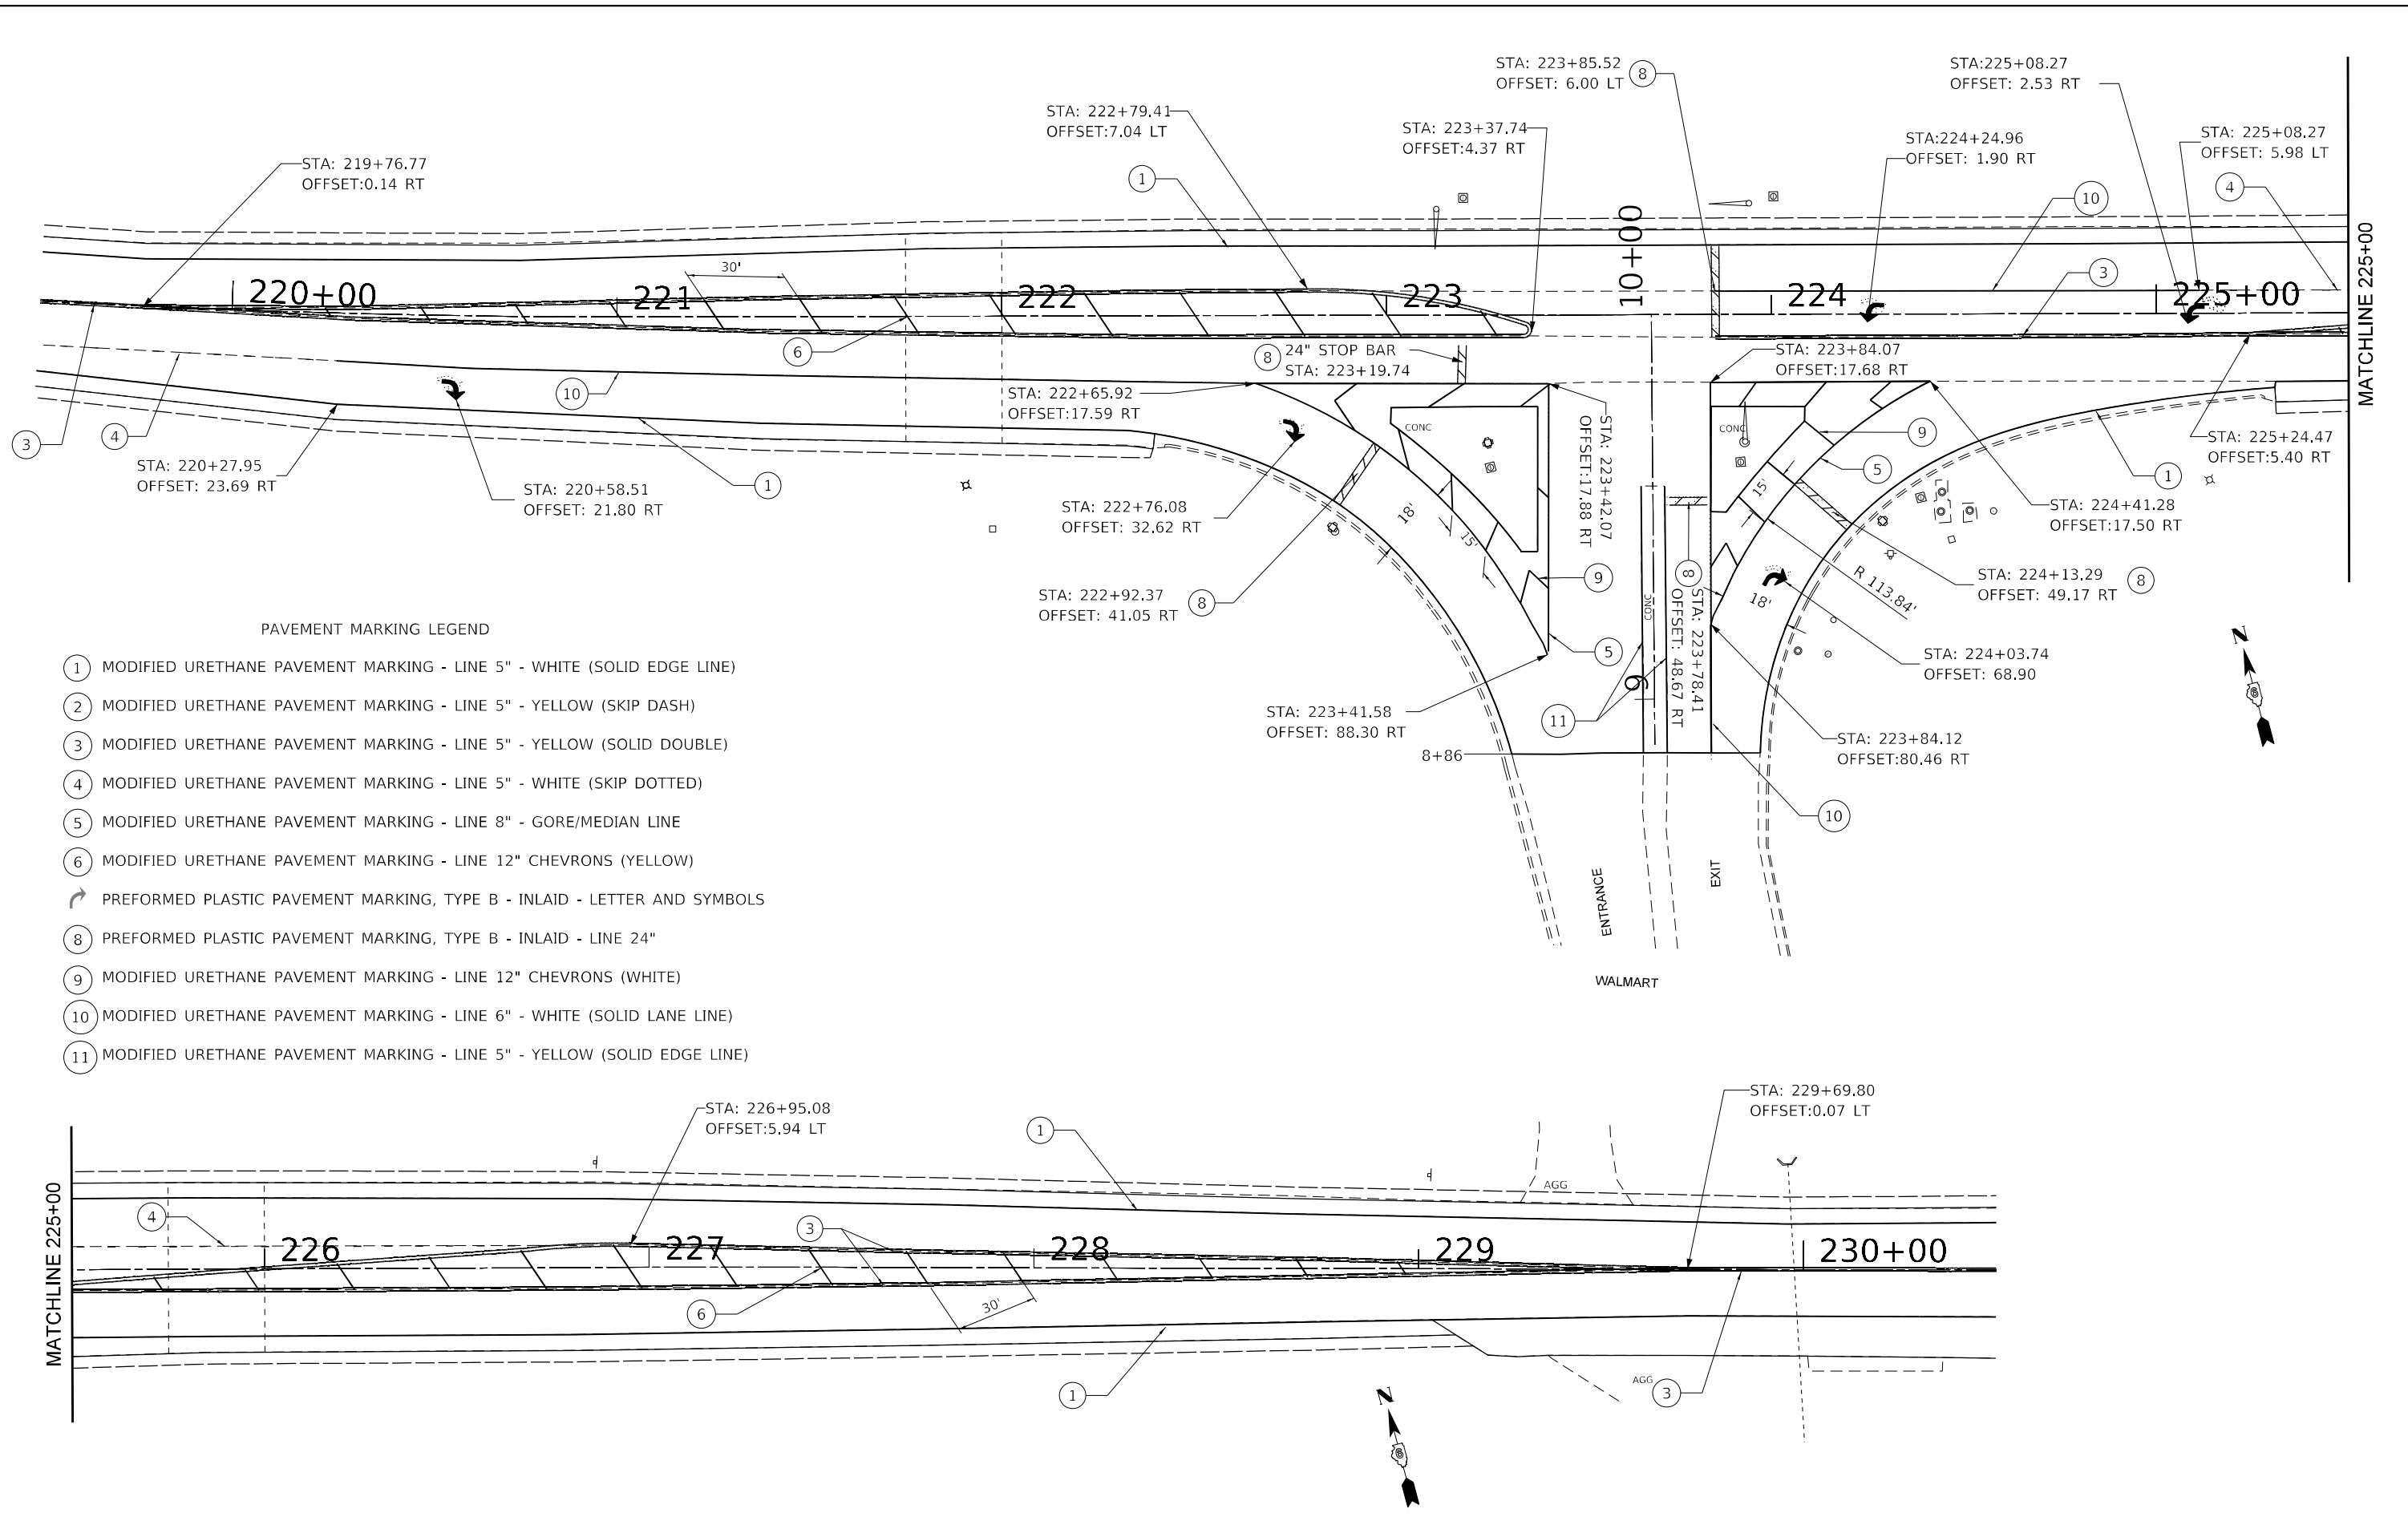 STA: 223+85.52
OFFSET: 6.00 LT
8
STA:225+08.27
OFFSET: 2.53 RT
STA: 222+79.41
OFFSET:7.04 LT
STA: 223+37.74
OFFSET:4.37 RT
STA:224+24.96
OFFSET: 1.90 RT
STA: 225+08.27
OFFSET: 5.98 LT
STA: 219+76.77
OFFSET:0.14 RT
1
10
4
MATCHLINE 225+00
30'
10+00
3
220+00
221
222
223
224
225+00
6
8
24" STOP BAR
STA: 223+19.74
STA: 223+84.07
OFFSET:17.68 RT
10
STA: 222+65.92
OFFSET:17.59 RT
3
4
STA: 220+27.95
OFFSET: 23.69 RT
STA: 220+58.51
OFFSET: 21.80 RT
1
CONC
STA: 223+42.07
OFFSET:17.88 RT
CONC
9
5
STA: 225+24.47
OFFSET:5.40 RT
1
STA: 222+76.08
OFFSET: 32.62 RT
18'
15'
15'
STA: 224+41.28
OFFSET:17.50 RT
STA: 222+92.37
OFFSET: 41.05 RT
8
9
CONC
8
STA: 223+78.41
OFFSET: 48.67 RT
18'
R 113.84'
STA: 224+13.29
OFFSET: 49.17 RT
8
5
9
STA: 224+03.74
OFFSET: 68.90
N
6
STA: 223+41.58
OFFSET: 88.30 RT
11
8+86
STA: 223+84.12
OFFSET:80.46 RT
10
ENTRANCE
EXIT
WALMART
PAVEMENT MARKING LEGEND
1 MODIFIED URETHANE PAVEMENT MARKING - LINE 5" - WHITE (SOLID EDGE LINE)
2 MODIFIED URETHANE PAVEMENT MARKING - LINE 5" - YELLOW (SKIP DASH)
3 MODIFIED URETHANE PAVEMENT MARKING - LINE 5" - YELLOW (SOLID DOUBLE)
4 MODIFIED URETHANE PAVEMENT MARKING - LINE 5" - WHITE (SKIP DOTTED)
5 MODIFIED URETHANE PAVEMENT MARKING - LINE 8" - GORE/MEDIAN LINE
6 MODIFIED URETHANE PAVEMENT MARKING - LINE 12" CHEVRONS (YELLOW)
PREFORMED PLASTIC PAVEMENT MARKING, TYPE B - INLAID - LETTER AND SYMBOLS
8 PREFORMED PLASTIC PAVEMENT MARKING, TYPE B - INLAID - LINE 24"
9 MODIFIED URETHANE PAVEMENT MARKING - LINE 12" CHEVRONS (WHITE)
10 MODIFIED URETHANE PAVEMENT MARKING - LINE 6" - WHITE (SOLID LANE LINE)
11 MODIFIED URETHANE PAVEMENT MARKING - LINE 5" - YELLOW (SOLID EDGE LINE)
STA: 226+95.08
OFFSET:5.94 LT
1
STA: 229+69.80
OFFSET:0.07 LT
MATCHLINE 225+00
4
AGG
3
226
227
228
229
230+00
6
30'
1
AGG
3
N
6